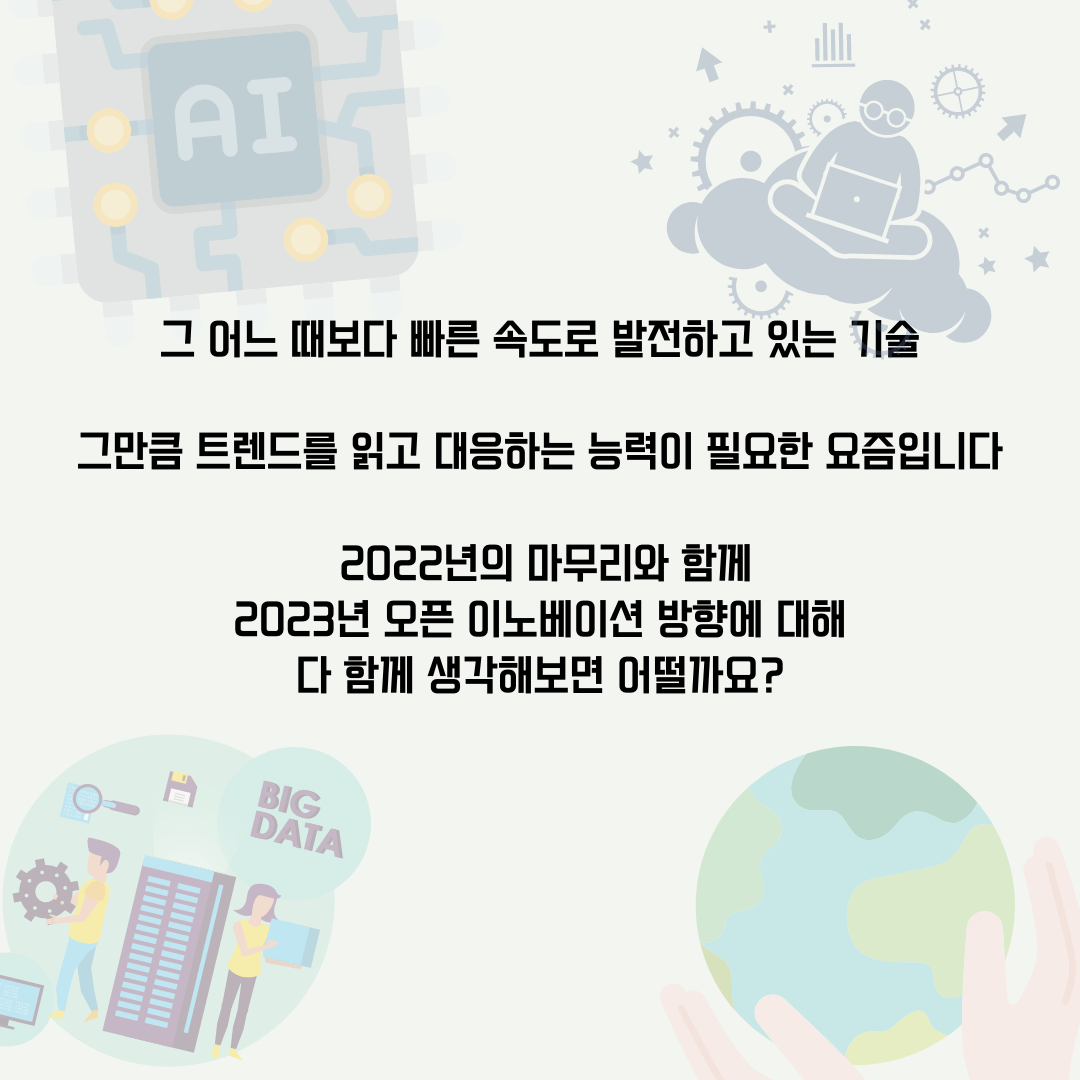 AI
그 어느 때보다 빠른 속도로 발전하고 있는 기술
그만큼 트렌드를 읽고 대응하는 능력이 필요한 요즘입니다
2022년의 마무리와 함께
2023년 오픈 이노베이션 방향에 대해
다 함께 생각해보면 어떨까요?
BIG
DATA